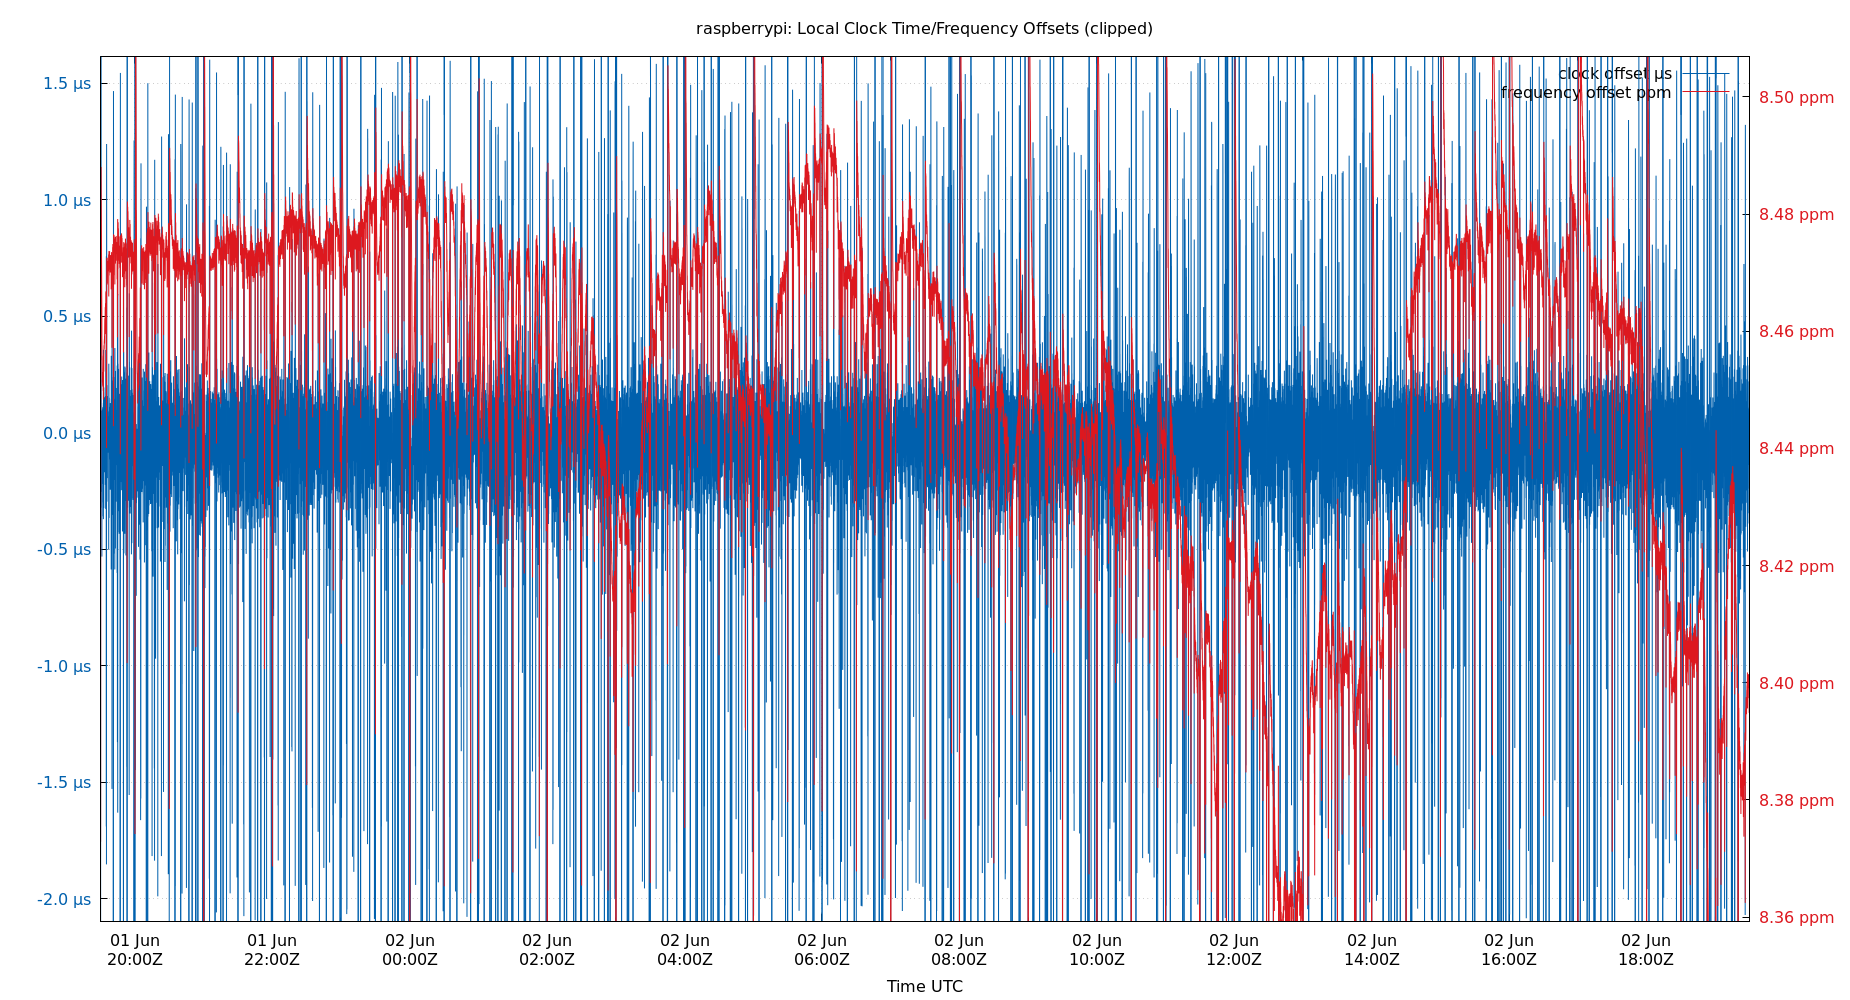 raspberrypi: Local Clock Time/Frequency Offsets (clipped)
clock offset µs
frequency offset ppm
1.5 µs
1.0 µs
0.5 µs
0.0 µs
-0.5 µs
-1.0 µs
-1.5 µs
-2.0 µs
8.50 ppm
8.48 ppm
8.46 ppm
8.44 ppm
8.42 ppm
8.40 ppm
8.38 ppm
8.36 ppm
01 Jun 01 Jun 02 Jun 02 Jun 02 Jun 02 Jun 02 Jun 02 Jun 02 Jun 02 Jun 02 Jun 02 Jun
20:00Z 22:00Z 00:00Z 02:00Z 04:00Z 06:00Z 08:00Z 10:00Z 12:00Z 14:00Z 16:00Z 18:00Z
Time UTC